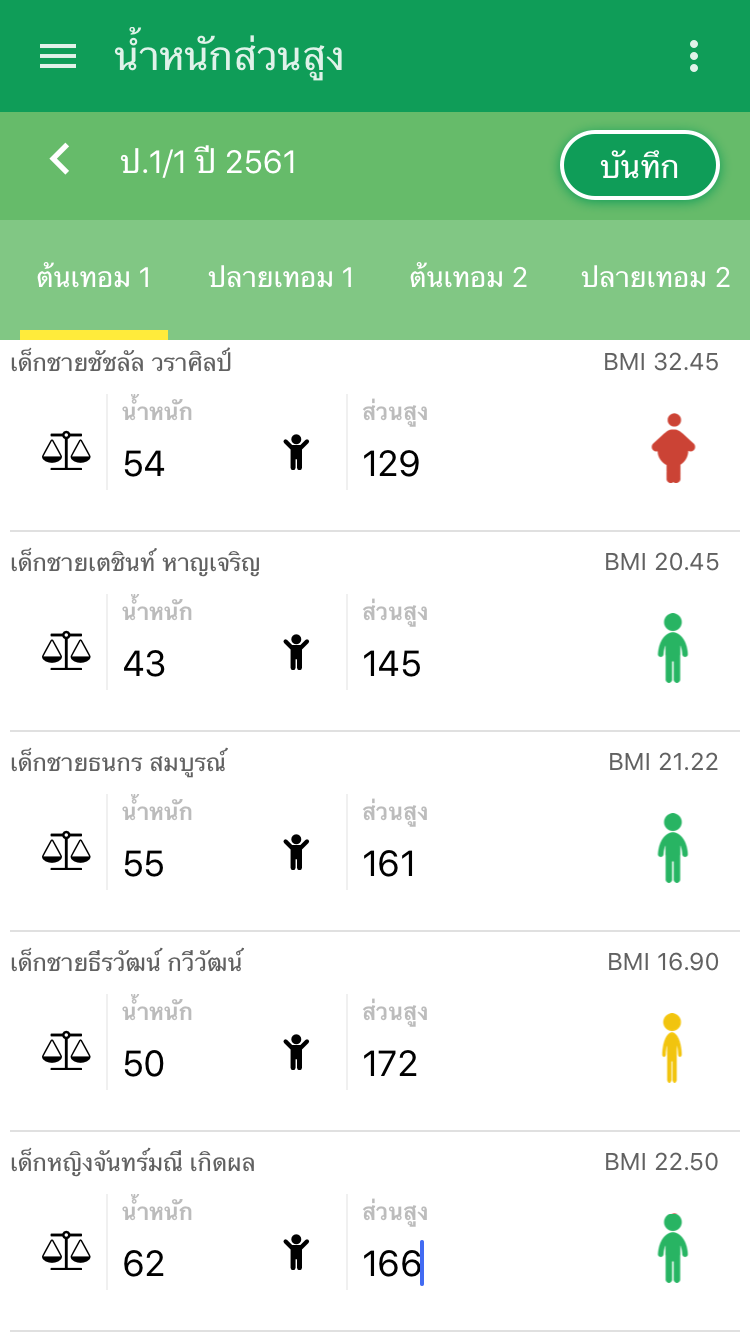 น้ำหนักส่วนสูง
ป.1/1 ปี 2561
บันทึก
ต้นเทอม 1 ปลายเทอม 1 ต้นเทอม 2 ปลายเทอม 2
เด็กชายชัชลัล วราศิลป์ BMI 32.45
น้ำหนัก ส่วนสูง
54 129
เด็กชายเตชินท์ หาญเจริญ BMI 20.45
น้ำหนัก ส่วนสูง
43 145
เด็กชายธนกร สมบูรณ์ BMI 21.22
น้ำหนัก ส่วนสูง
55 161
เด็กชายธีรวัฒน์ กวีวัฒน์ BMI 16.90
น้ำหนัก ส่วนสูง
50 172
เด็กหญิงจันทร์มณี เกิดผล BMI 22.50
น้ำหนัก ส่วนสูง
62 166